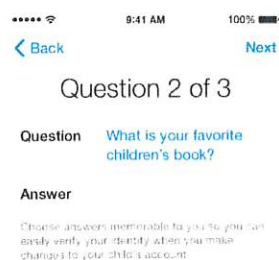 9:41 AM 100%
Back Next
Question 2 of 3
Question What is your favorite
children's book?
Answer
Choose answers memorable to you so you can
easily verify your identity when you make
changes to your child's account